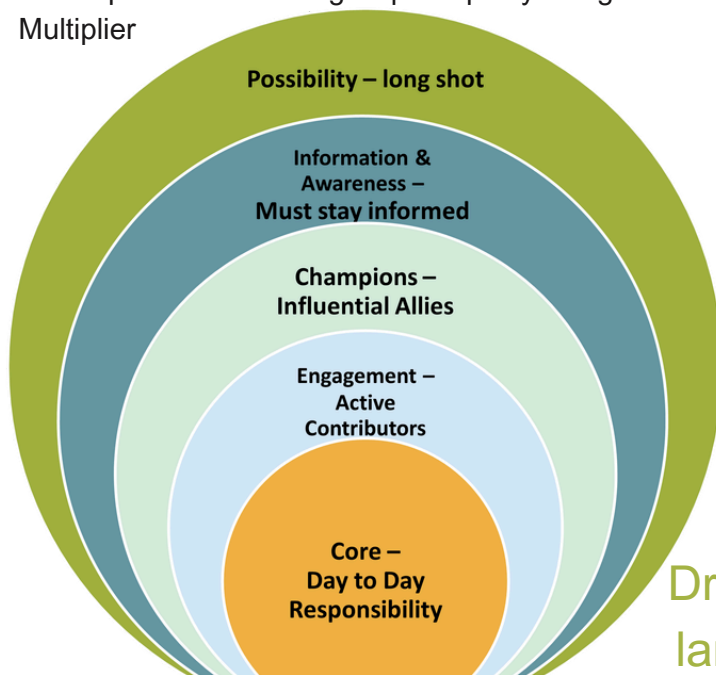 Multiplier
Possibility – long shot
Information &
Awareness –
Must stay informed
Champions –
Influential Allies
Engagement –
Active
Contributors
Core –
Day to Day
Responsibility